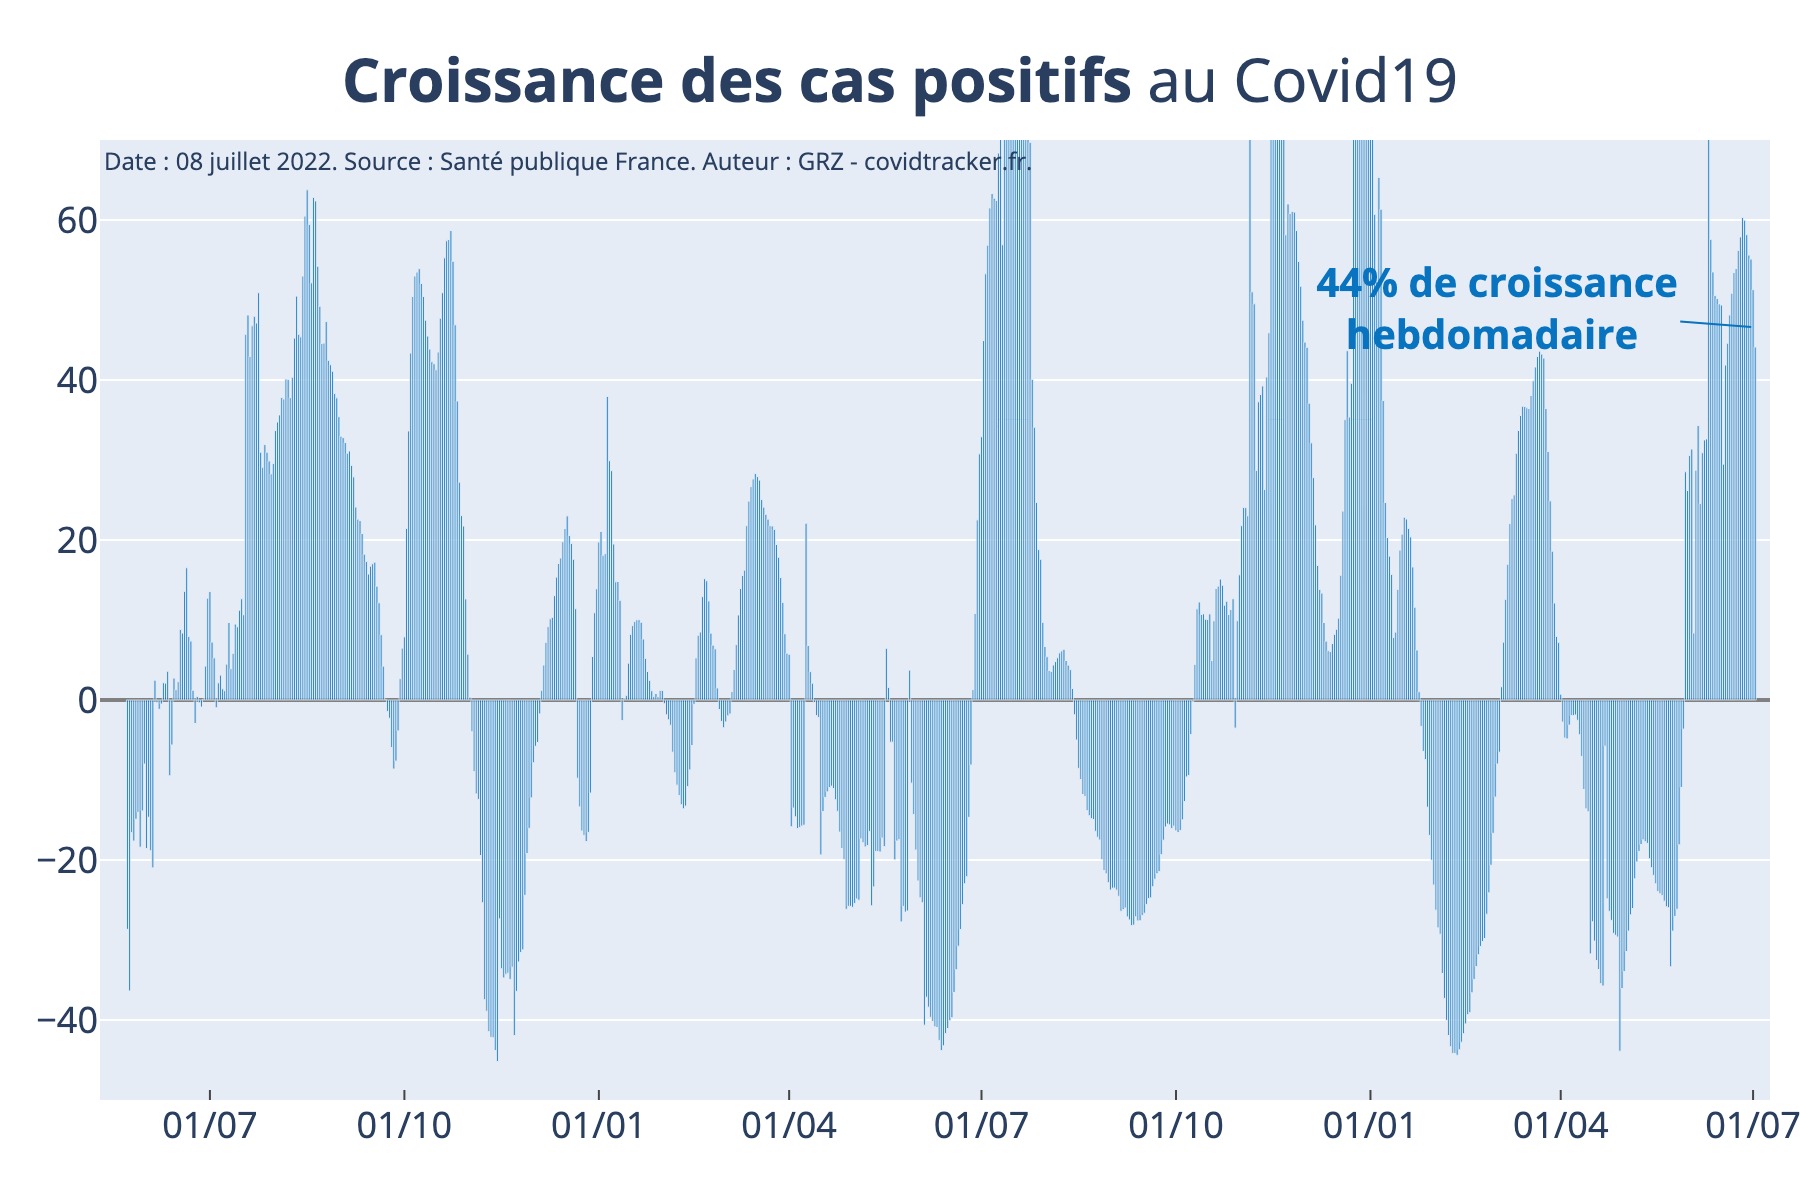 Croissance des cas positifs au Covid19
Date : 08 juillet 2022. Source : Santé publique France. Auteur : GRZ - covidtracker.fr.
60
44% de croissance
hebdomadaire
40
20
0
−20
−40
01/07 01/10 01/01 01/04 01/07 01/10 01/01 01/04 01/07